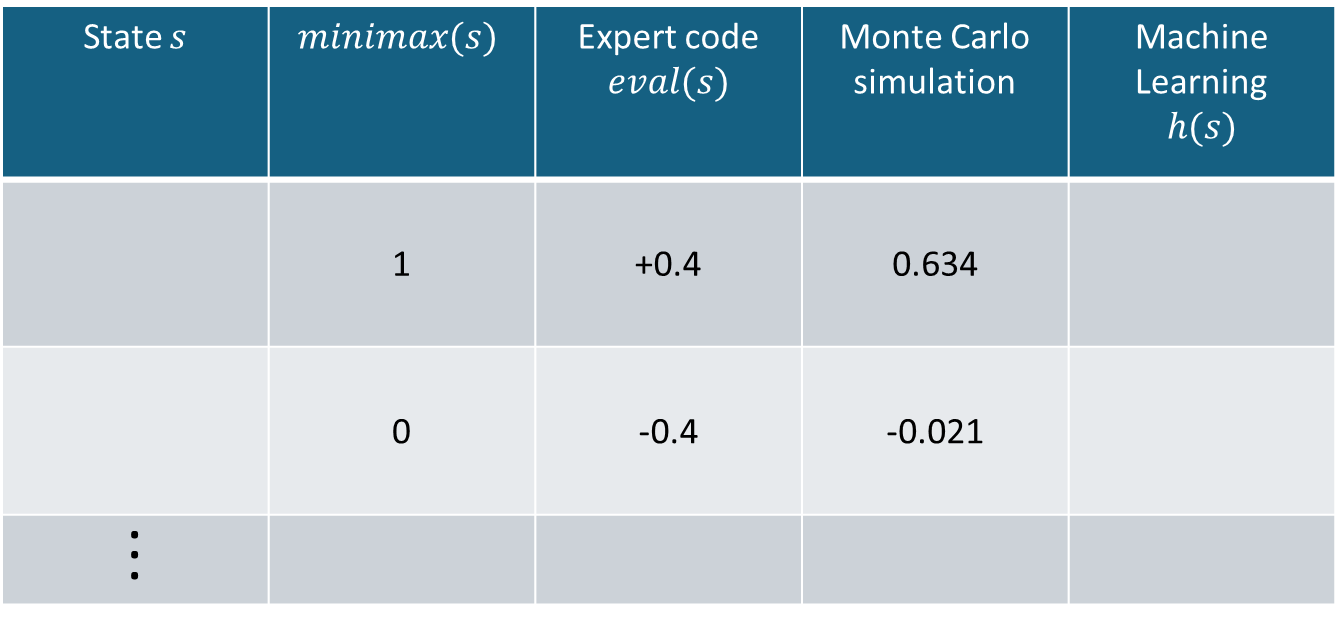 State s
minimax(s)
Expert code
eval(s)
Monte Carlo
simulation
Machine
Learning
h(s)
1
+0.4
0.634
0
-0.4
-0.021
⋮